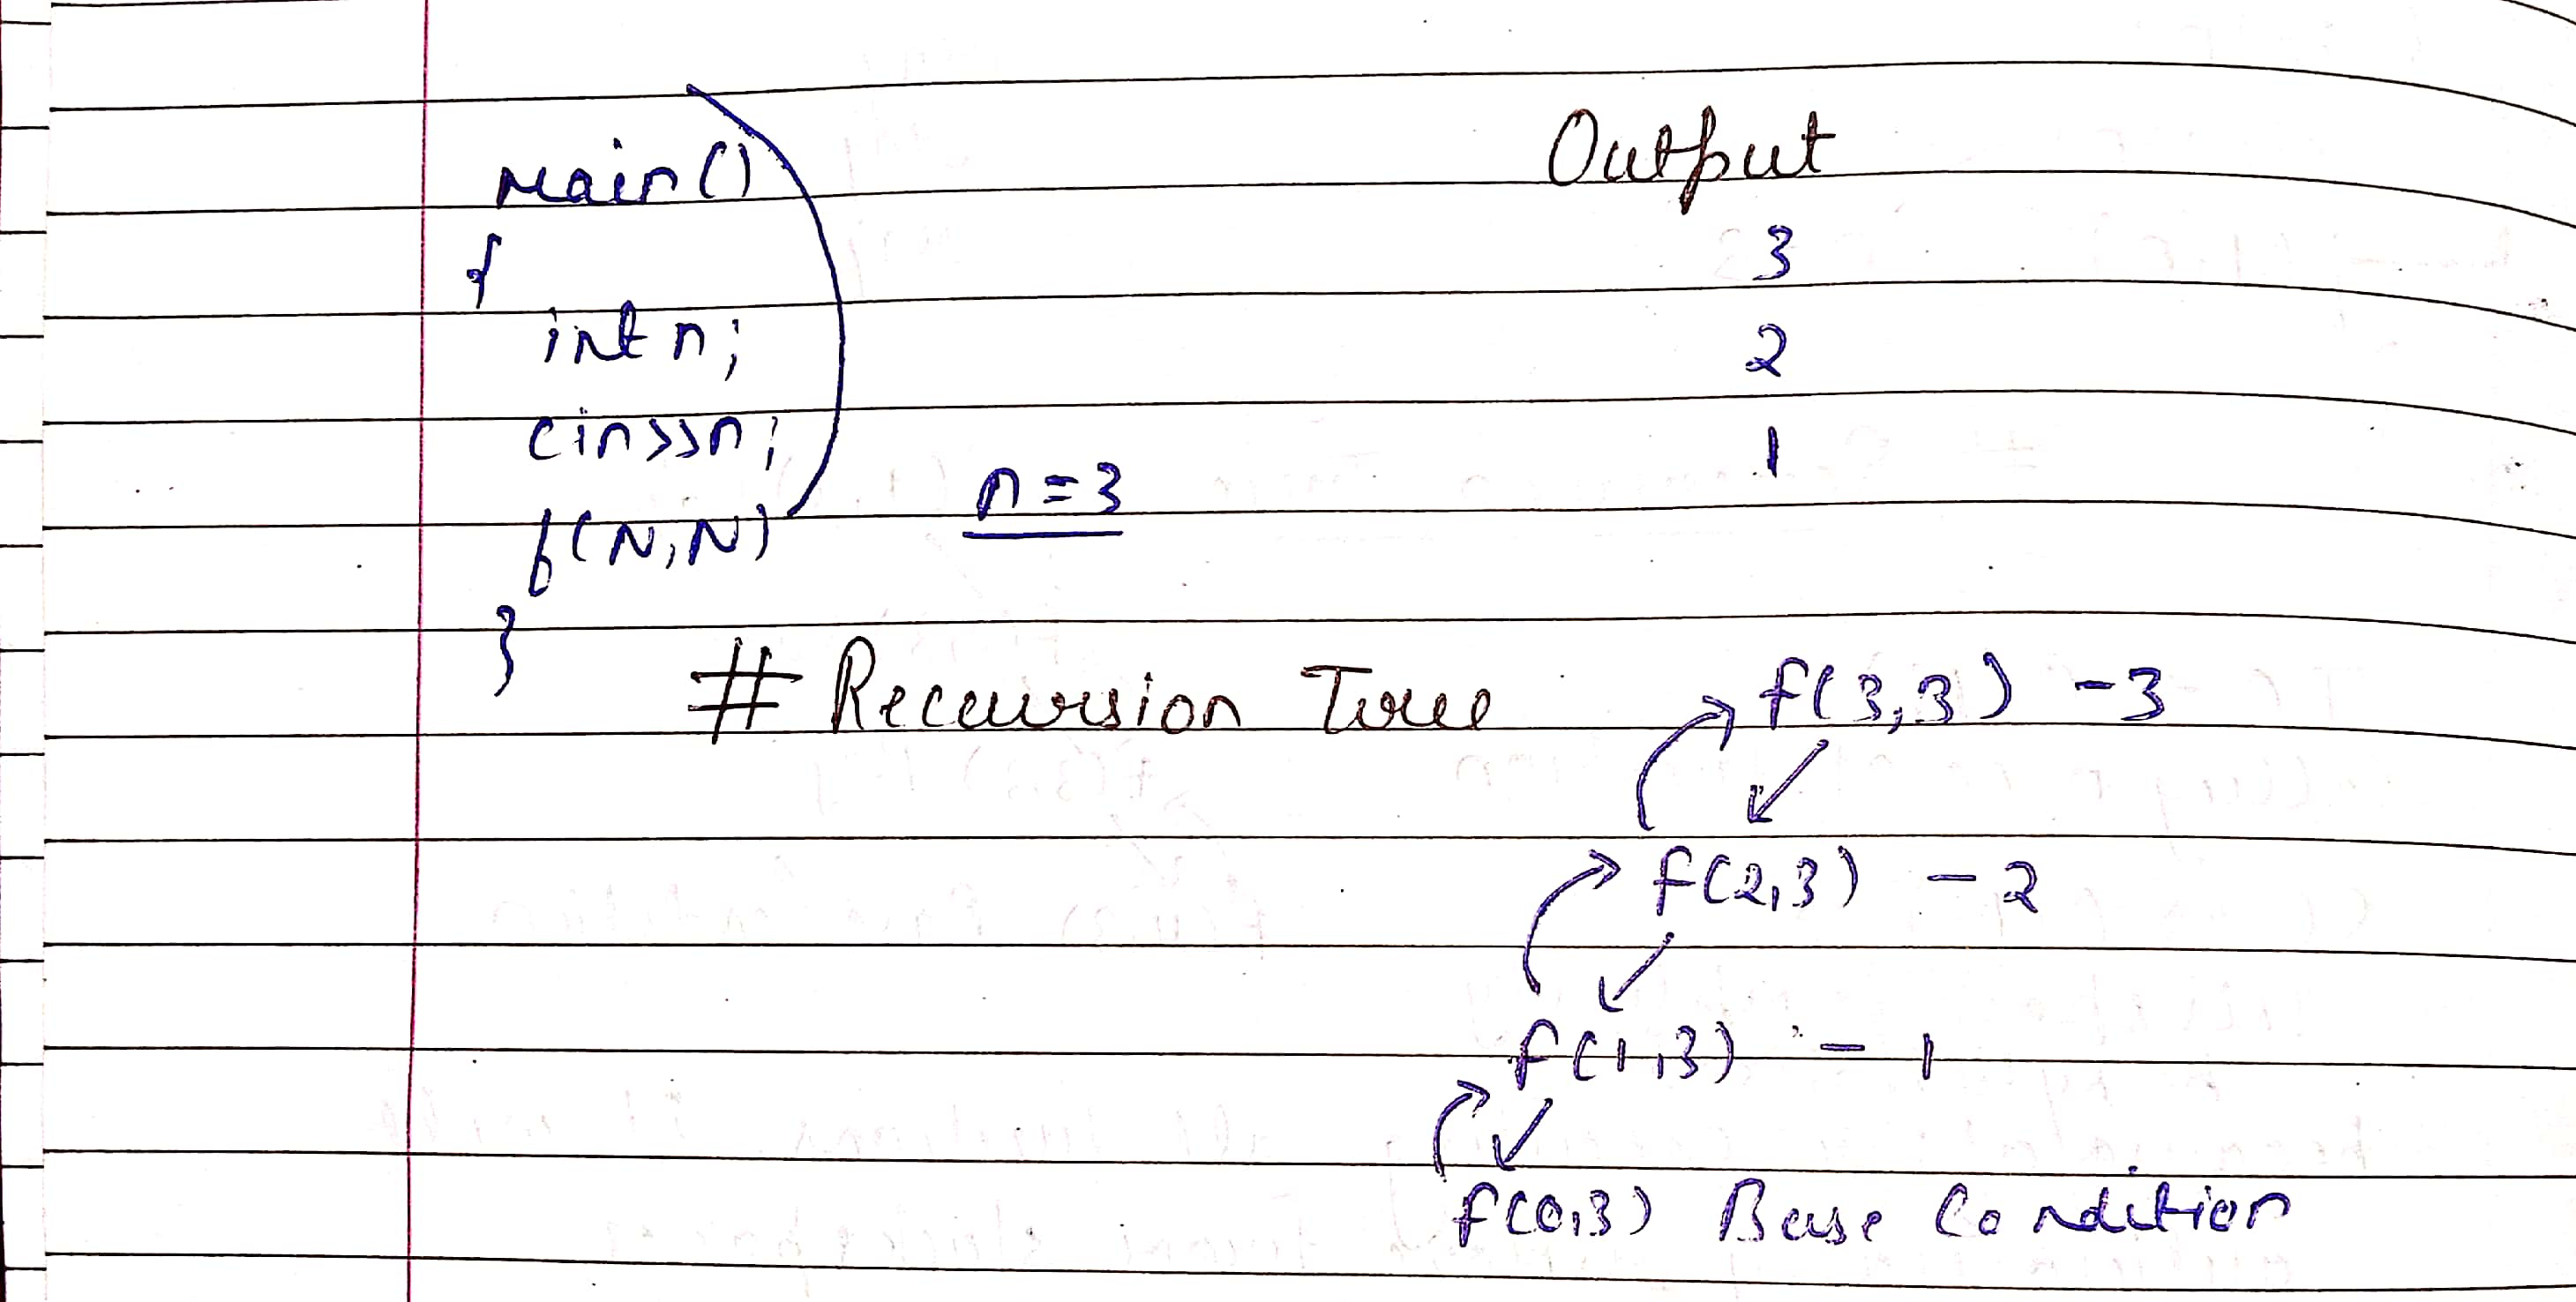 main()
{
int n;
cin>>n;
f(N,N)
}
n=3
Output
3
2
1
# Recursion Tree
f(3,3) - 3
f(2,3) - 2
f(1,3) - 1
f(0,3) Base Condition